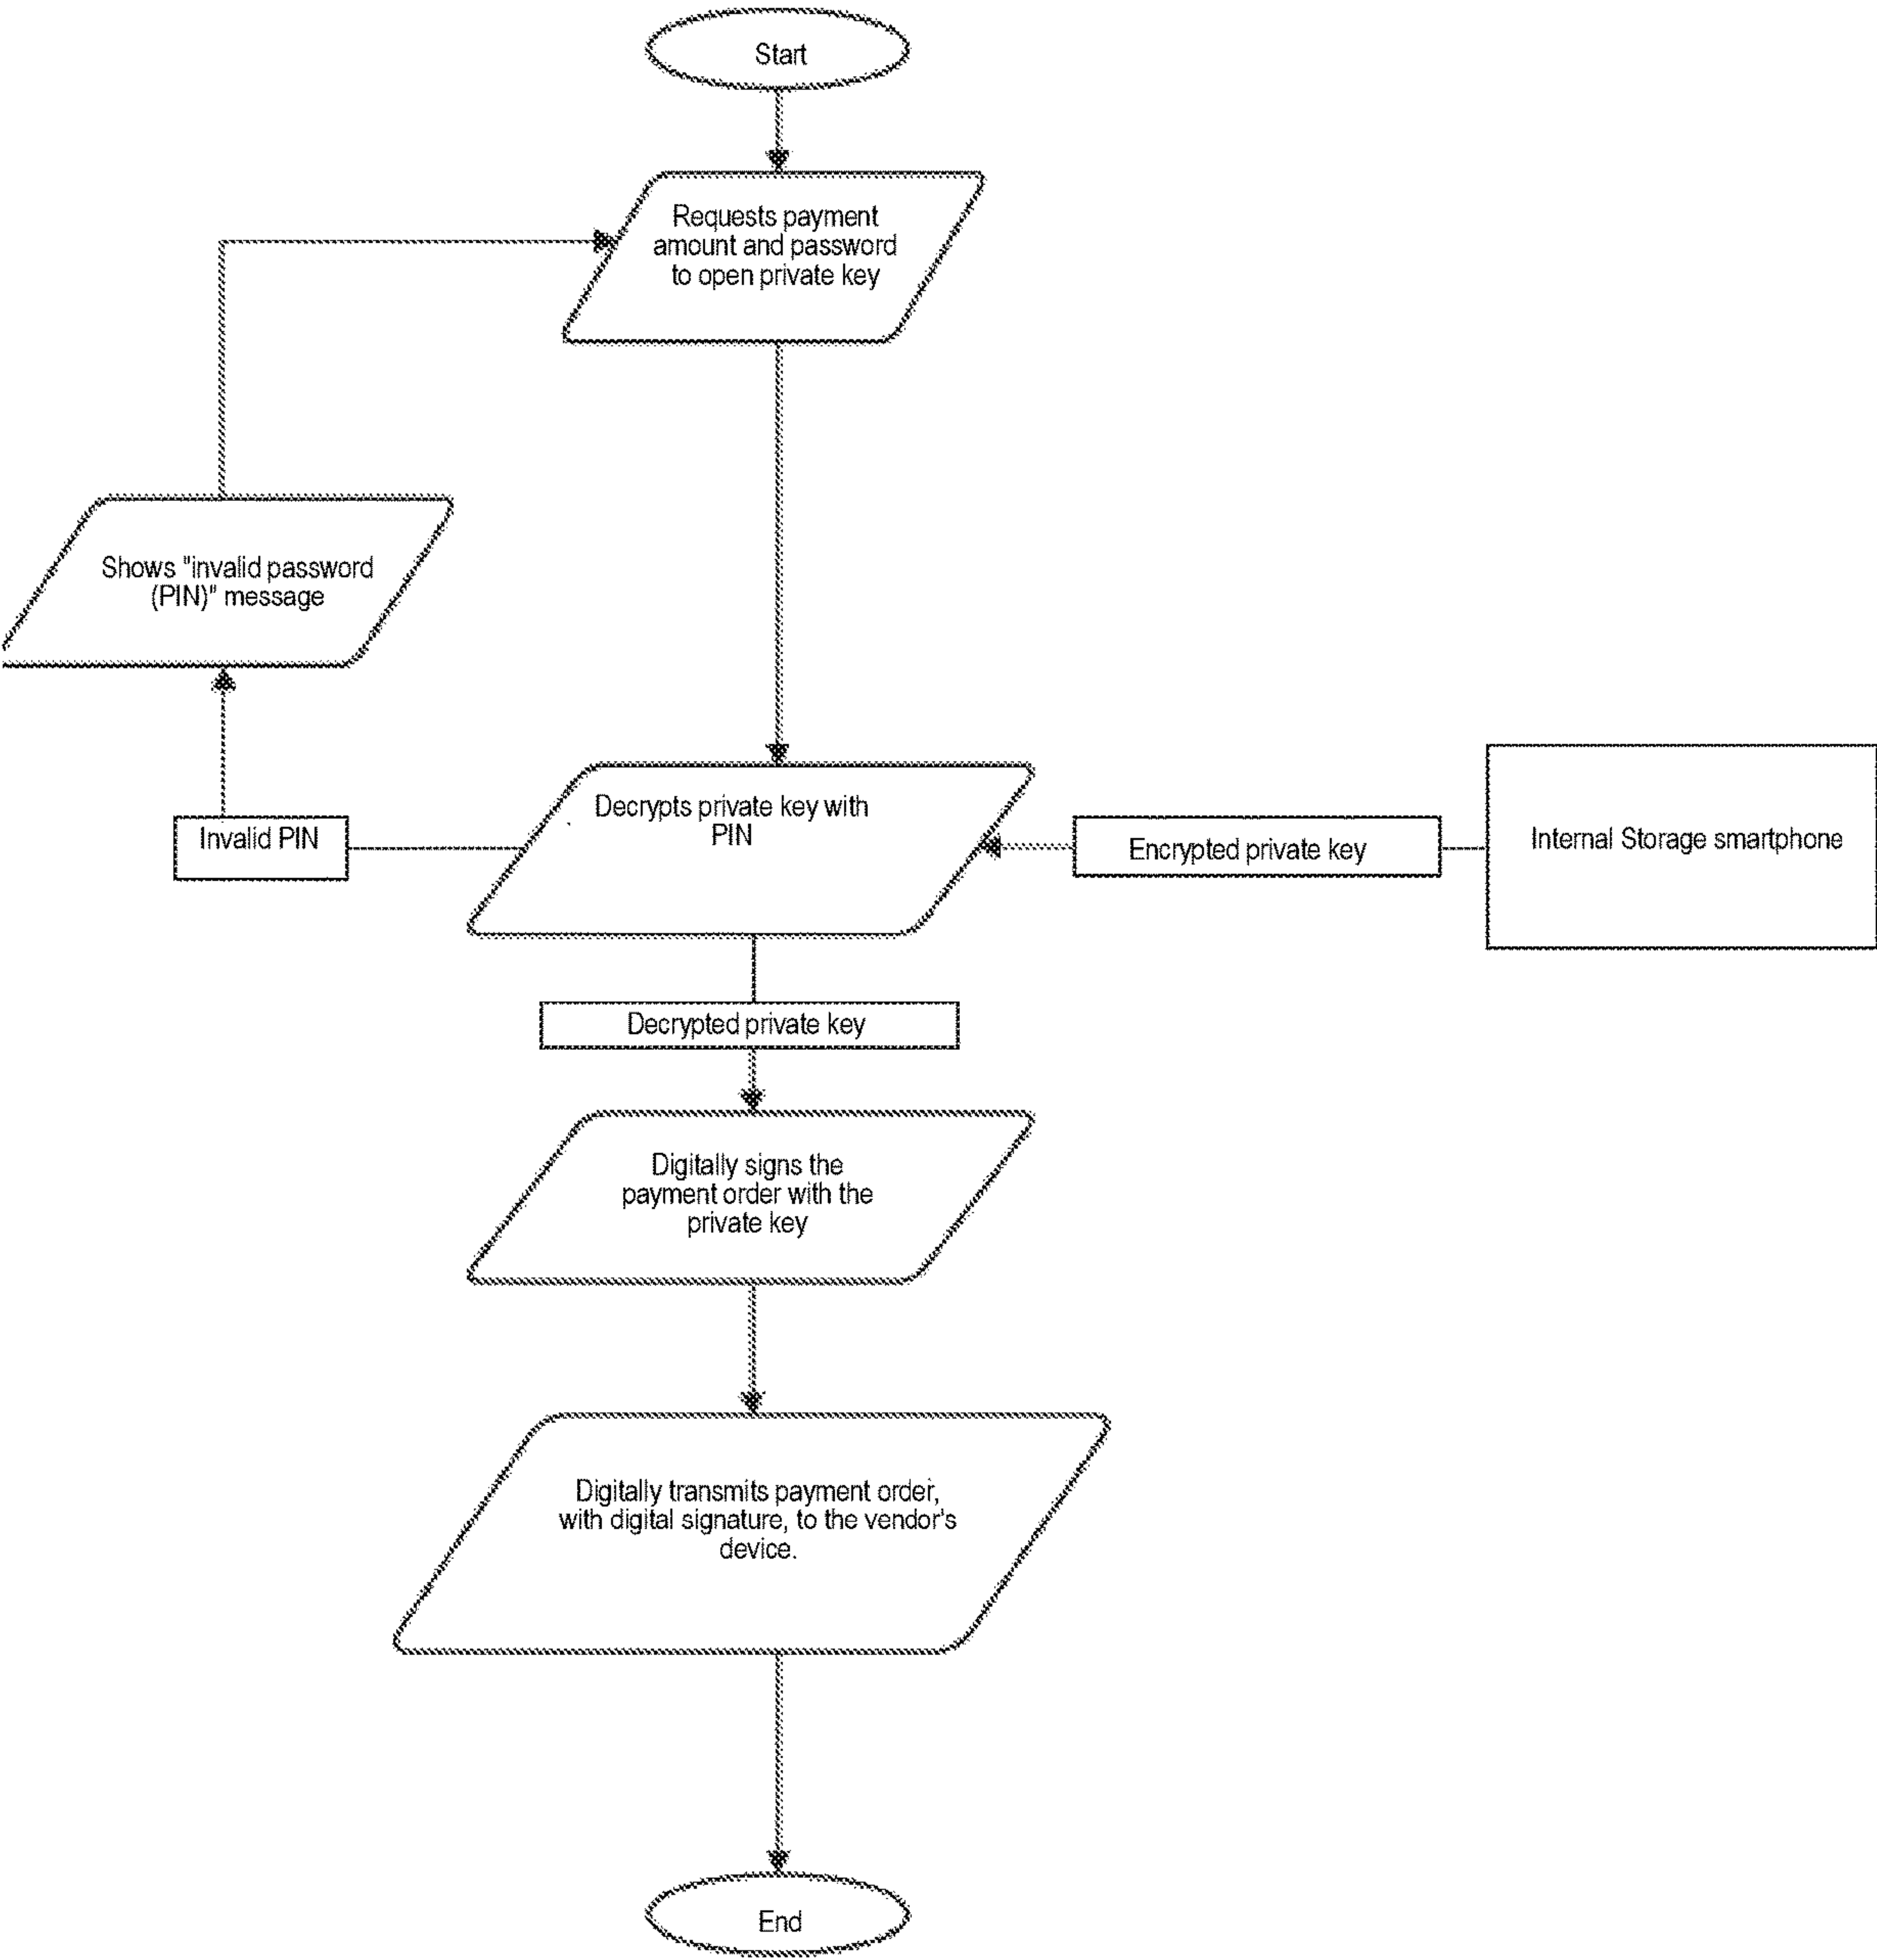 Start
Requests payment
amount and password
to open private key
Shows "invalid password
(PIN)" message
Decrypts private key with
PIN
Invalid PIN
Encrypted private key
Internal Storage smartphone
Decrypted private key
Digitally signs the
payment order with the
private key
Digitally transmits payment order,
with digital signature, to the vendor's
device.
End